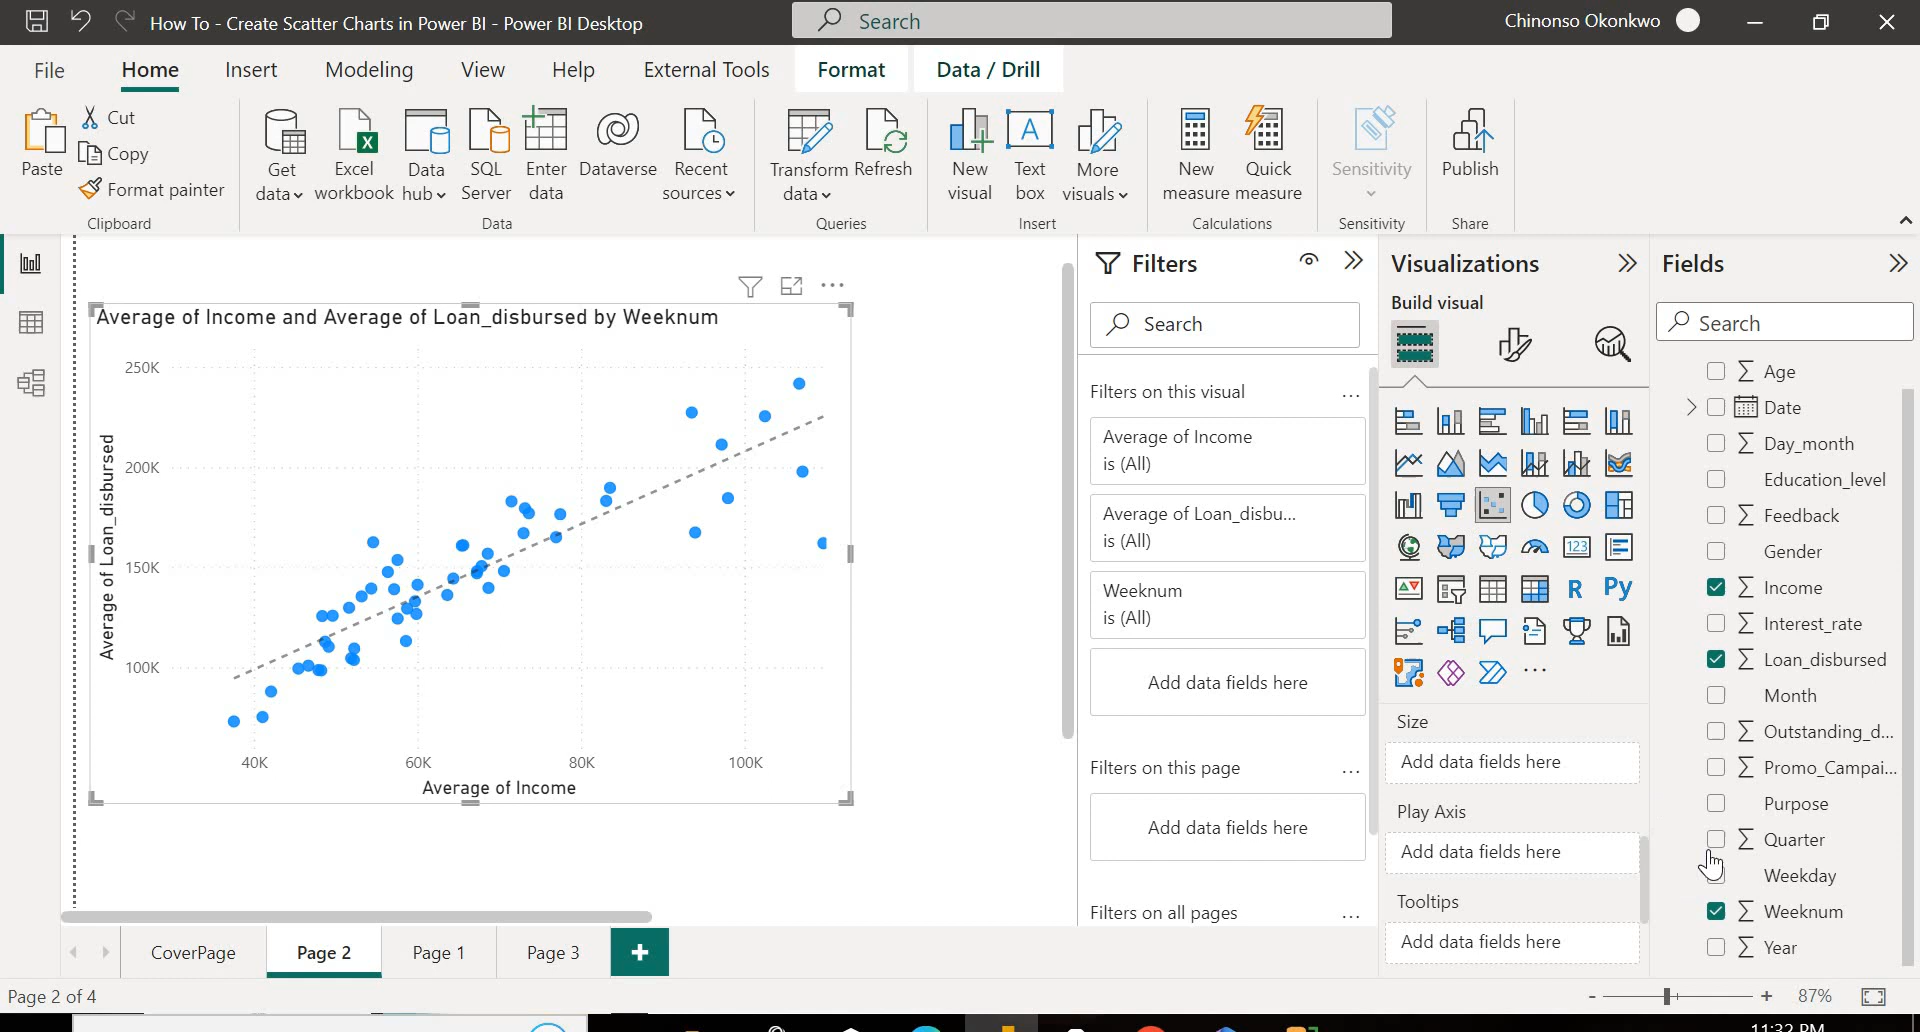 How To - Create Scatter Charts in Power BI - Power BI Desktop
Search
Chinonso Okonkwo
File
Home
Insert
Modeling
View
Help
External Tools
Format
Data / Drill
Paste
Cut
Copy
Format painter
Clipboard
Get data
Excel workbook
Data hub
SQL Server
Enter data
Dataverse
Recent sources
Data
Transform data
Refresh
Queries
New visual
Text box
More visuals
Insert
New measure
Quick measure
Calculations
Sensitivity
Sensitivity
Publish
Share
Average of Income and Average of Loan_disbursed by Weeknum
250K
200K
150K
100K
Average of Loan_disbursed
40K
60K
80K
100K
Average of Income
Filters
Search
Filters on this visual
...
Average of Income
is (All)
Average of Loan_disbu...
is (All)
Weeknum
is (All)
Add data fields here
Filters on this page
...
Add data fields here
Filters on all pages
...
Visualizations
Build visual
123
R
Py
...
Size
Add data fields here
Play Axis
Add data fields here
Tooltips
Add data fields here
Fields
Search
Age
Date
Day_month
Education_level
Feedback
Gender
Income
Interest_rate
Loan_disbursed
Month
Outstanding_d...
Promo_Campai...
Purpose
Quarter
Weekday
Weeknum
Year
CoverPage
Page 2
Page 1
Page 3
+
Page 2 of 4
- + 87%
11:32 PM